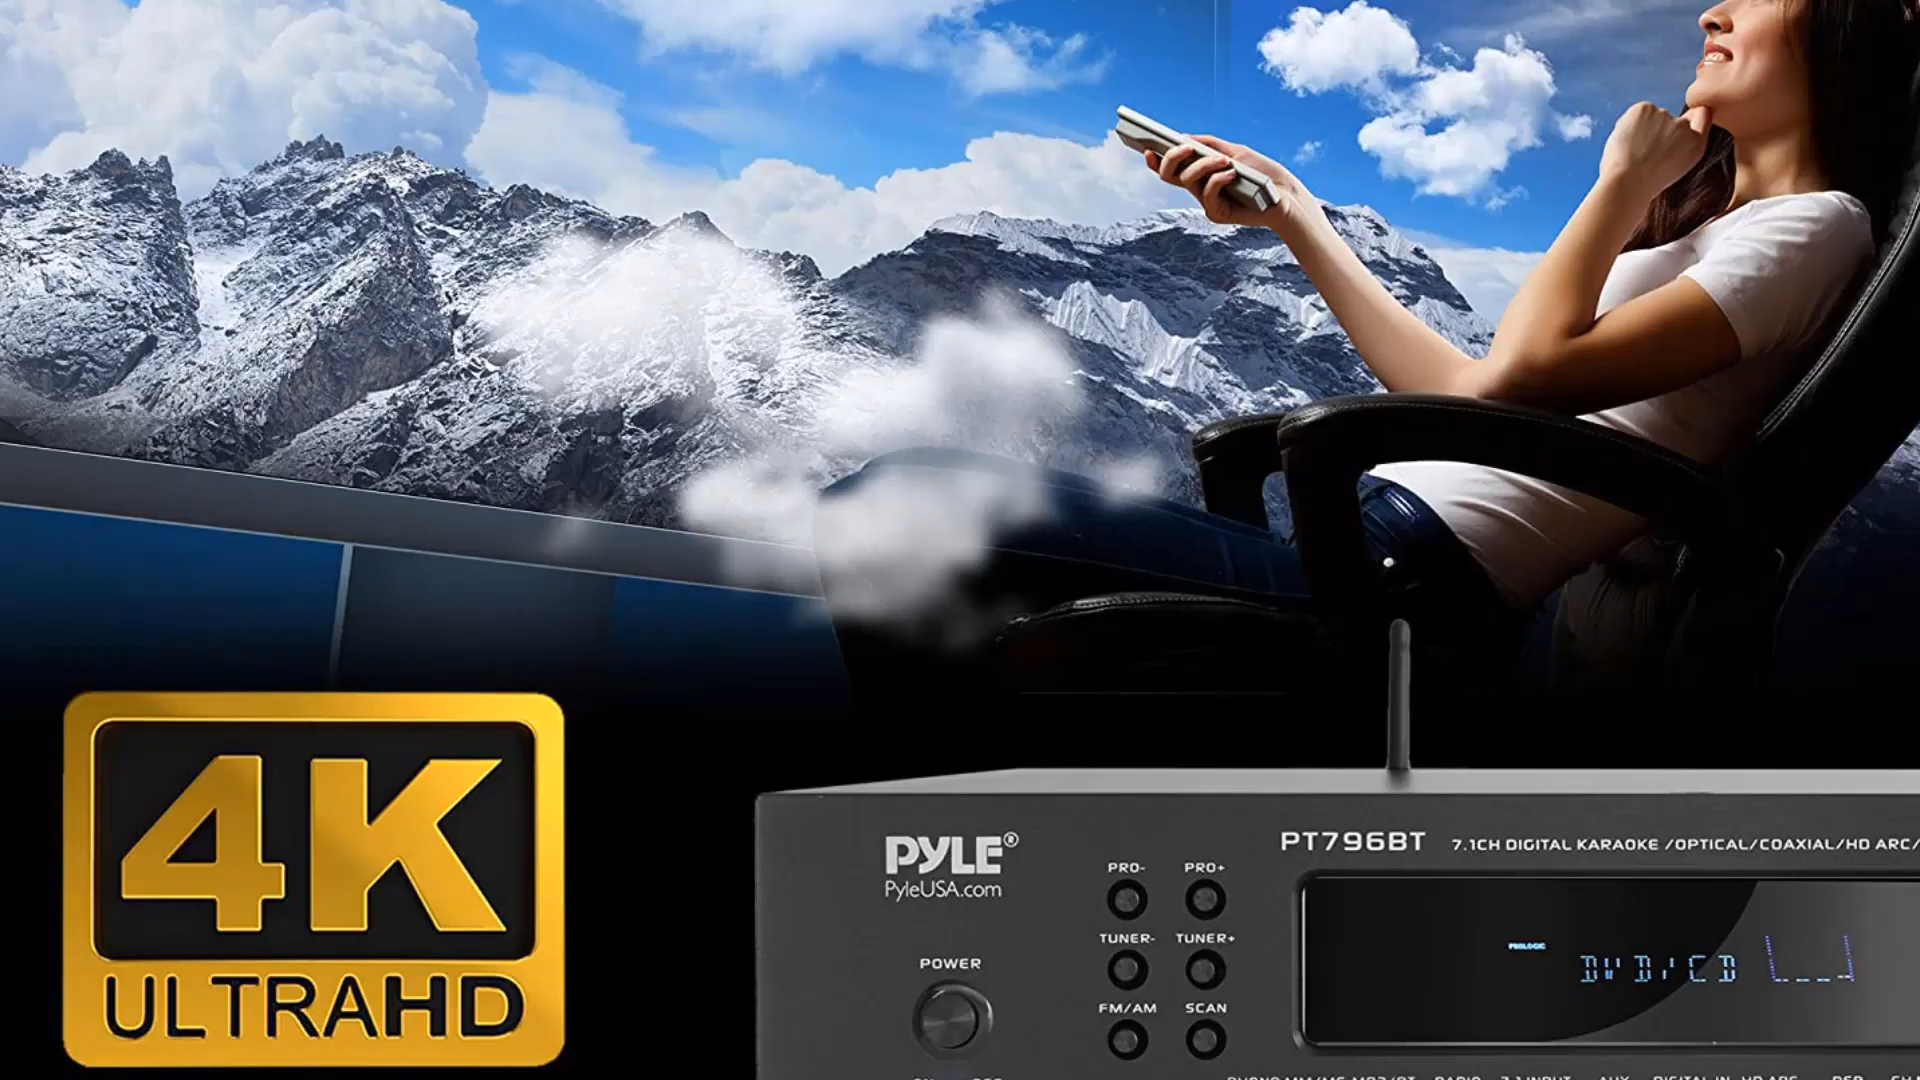 4K
ULTRAHD
PYLE®
PyleUSA.com
POWER
PRO- PRO+
TUNER- TUNER+
FM/AM SCAN
PT796BT 7.1CH DIGITAL KARAOKE /OPTICAL/COAXIAL/HD ARC/
PROLOGIC
DVD/CD